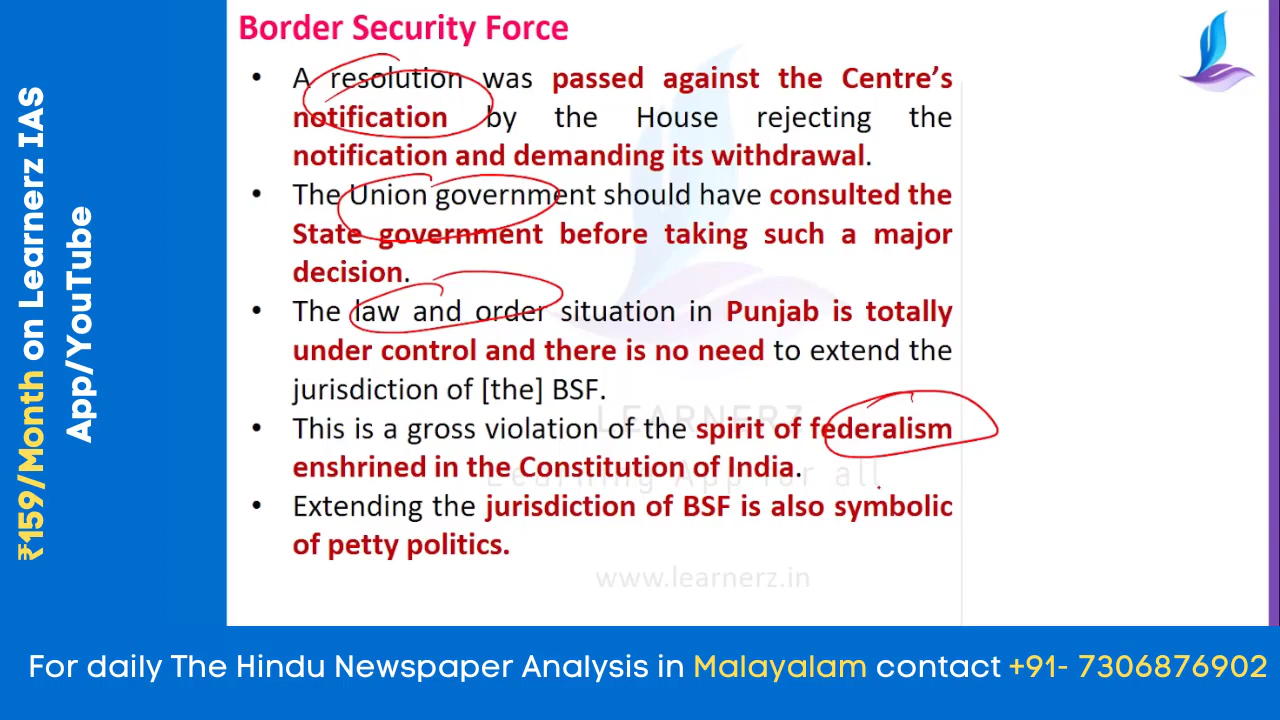 ₹159/Month on Learnerz IAS
App/YouTube
Border Security Force
• A resolution was passed against the Centre’s
notification by the House rejecting the
notification and demanding its withdrawal.
• The Union government should have consulted the
State government before taking such a major
decision.
• The law and order situation in Punjab is totally
under control and there is no need to extend the
jurisdiction of [the] BSF.
• This is a gross violation of the spirit of federalism
enshrined in the Constitution of India.
• Extending the jurisdiction of BSF is also symbolic
of petty politics.
LEARNERZ
Learning App for all
www.learnerz.in
For daily The Hindu Newspaper Analysis in Malayalam contact +91- 7306876902